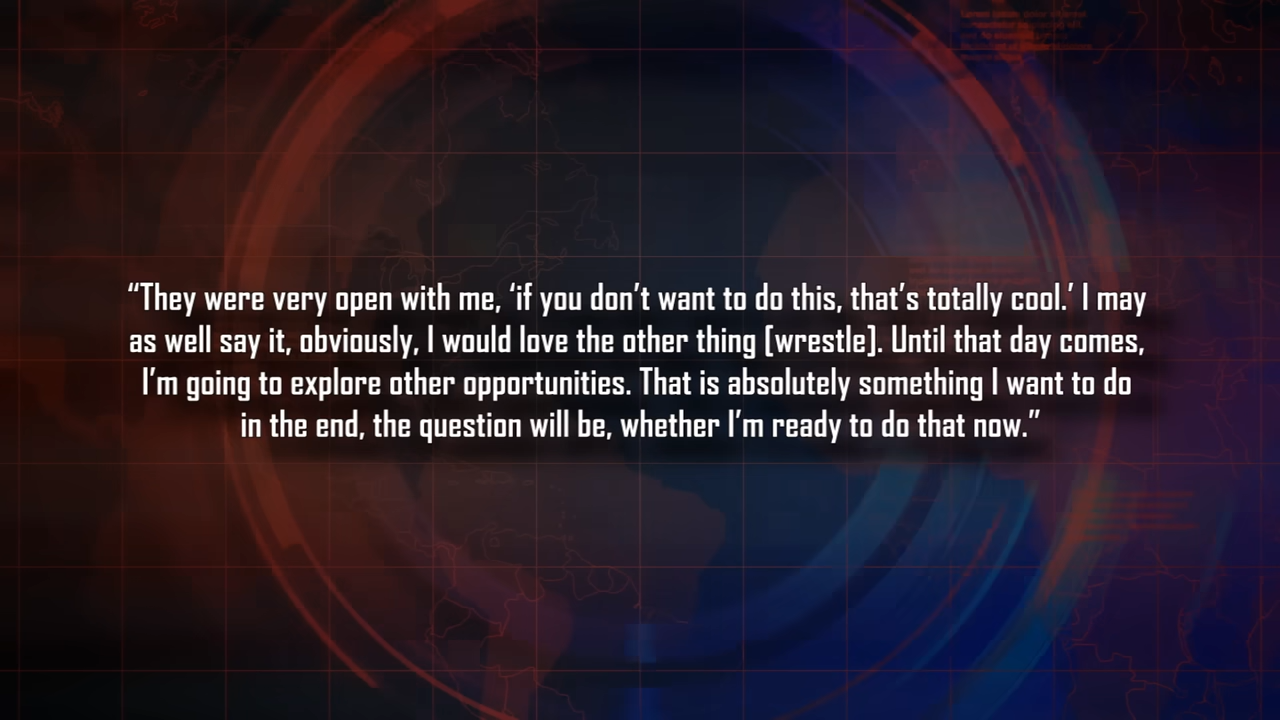 “They were very open with me, ‘if you don’t want to do this, that’s totally cool.’ I may
as well say it, obviously, I would love the other thing [wrestle]. Until that day comes,
I’m going to explore other opportunities. That is absolutely something I want to do
in the end, the question will be, whether I’m ready to do that now.”